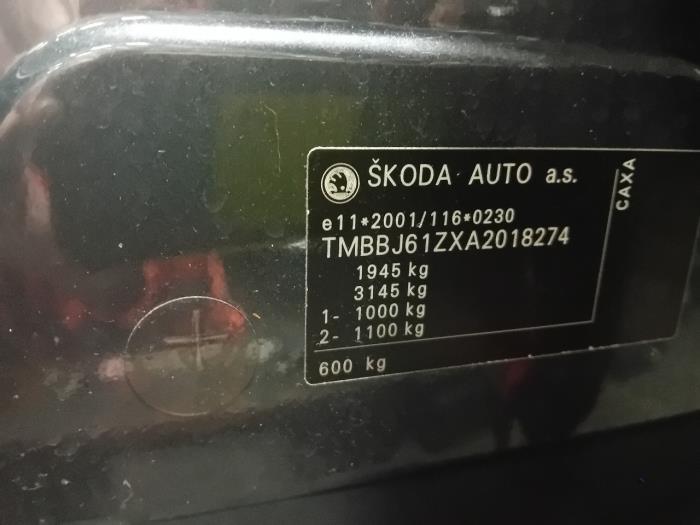 ŠKODA AUTO a.s.
CAXA
e11*2001/116*0230
TMBBJ61ZXA2018274
1945 kg
3145 kg
1- 1000 kg
2- 1100 kg
600 kg